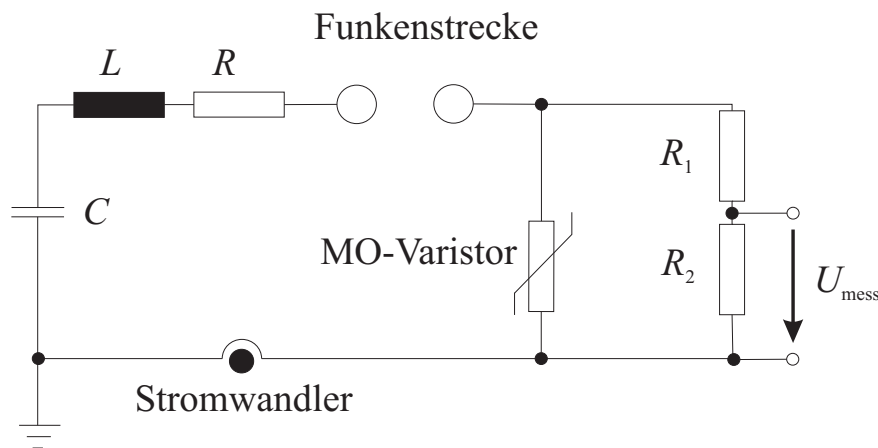 Funkenstrecke
L
R
R₁
C
MO-Varistor
R₂
Uₘₑₛₛ
Stromwandler